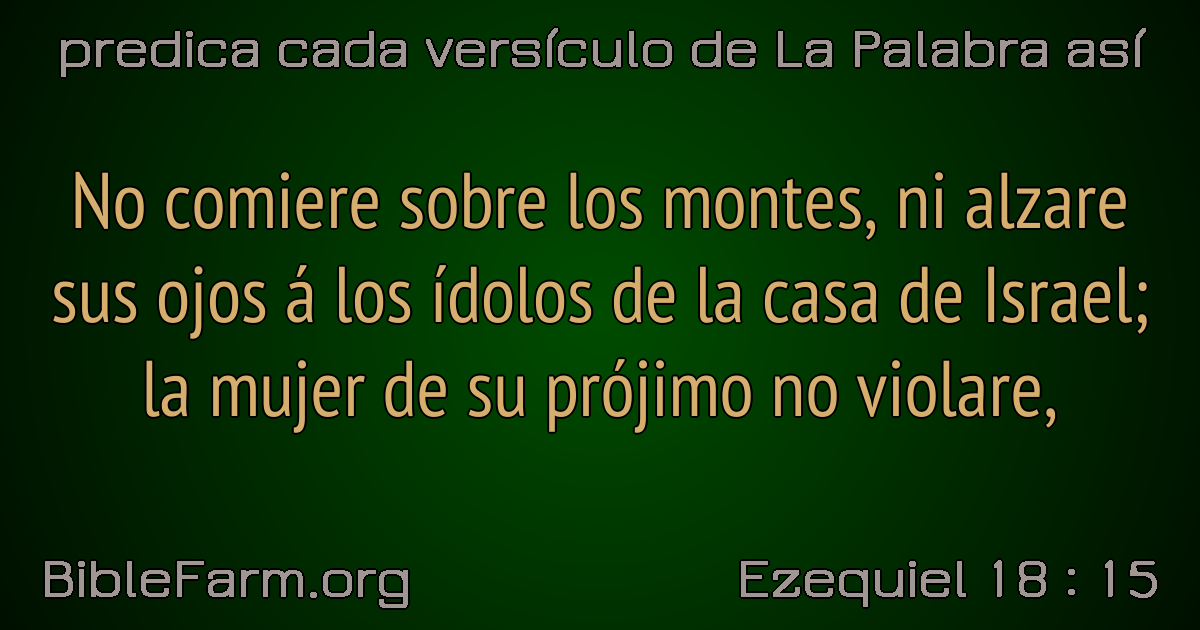 predica cada versículo de La Palabra así
No comiere sobre los montes, ni alzare
sus ojos á los ídolos de la casa de Israel;
la mujer de su prójimo no violare,
BibleFarm.org
Ezequiel 18 : 15